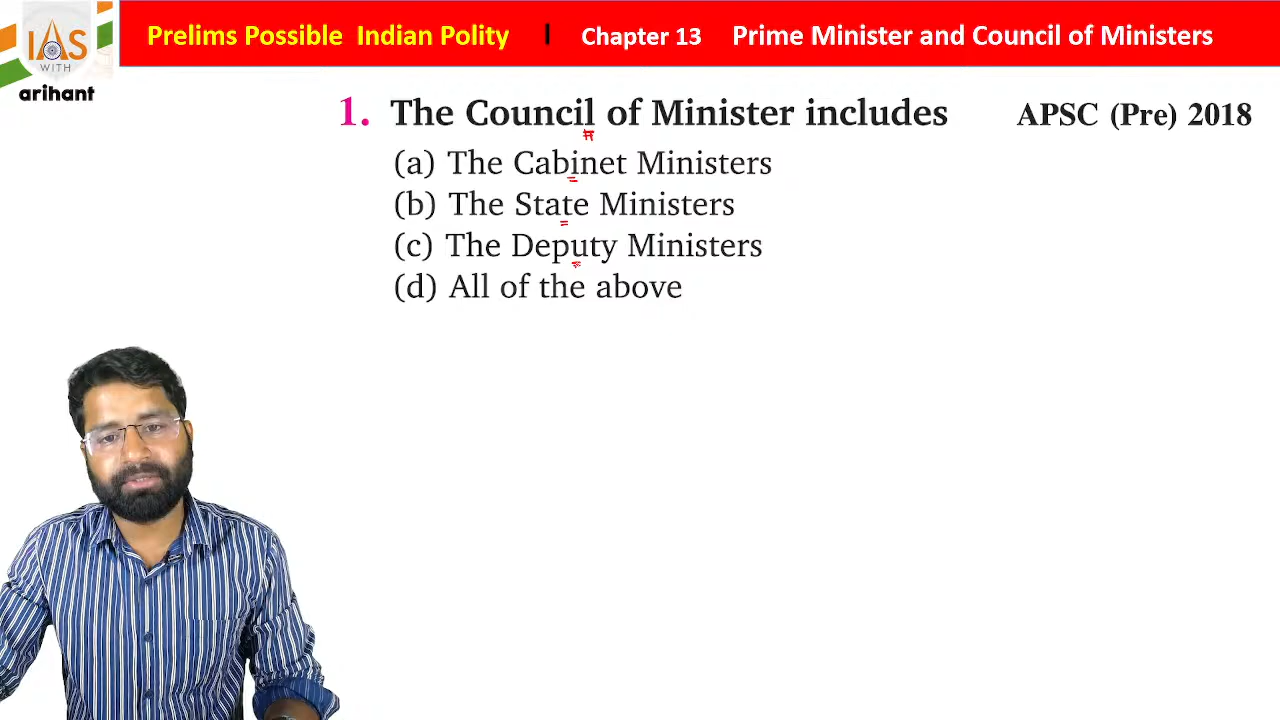 IAS
WITH
arihant
Prelims Possible Indian Polity | Chapter 13 Prime Minister and Council of Ministers
1. The Council of Minister includes APSC (Pre) 2018
(a) The Cabinet Ministers
(b) The State Ministers
(c) The Deputy Ministers
(d) All of the above